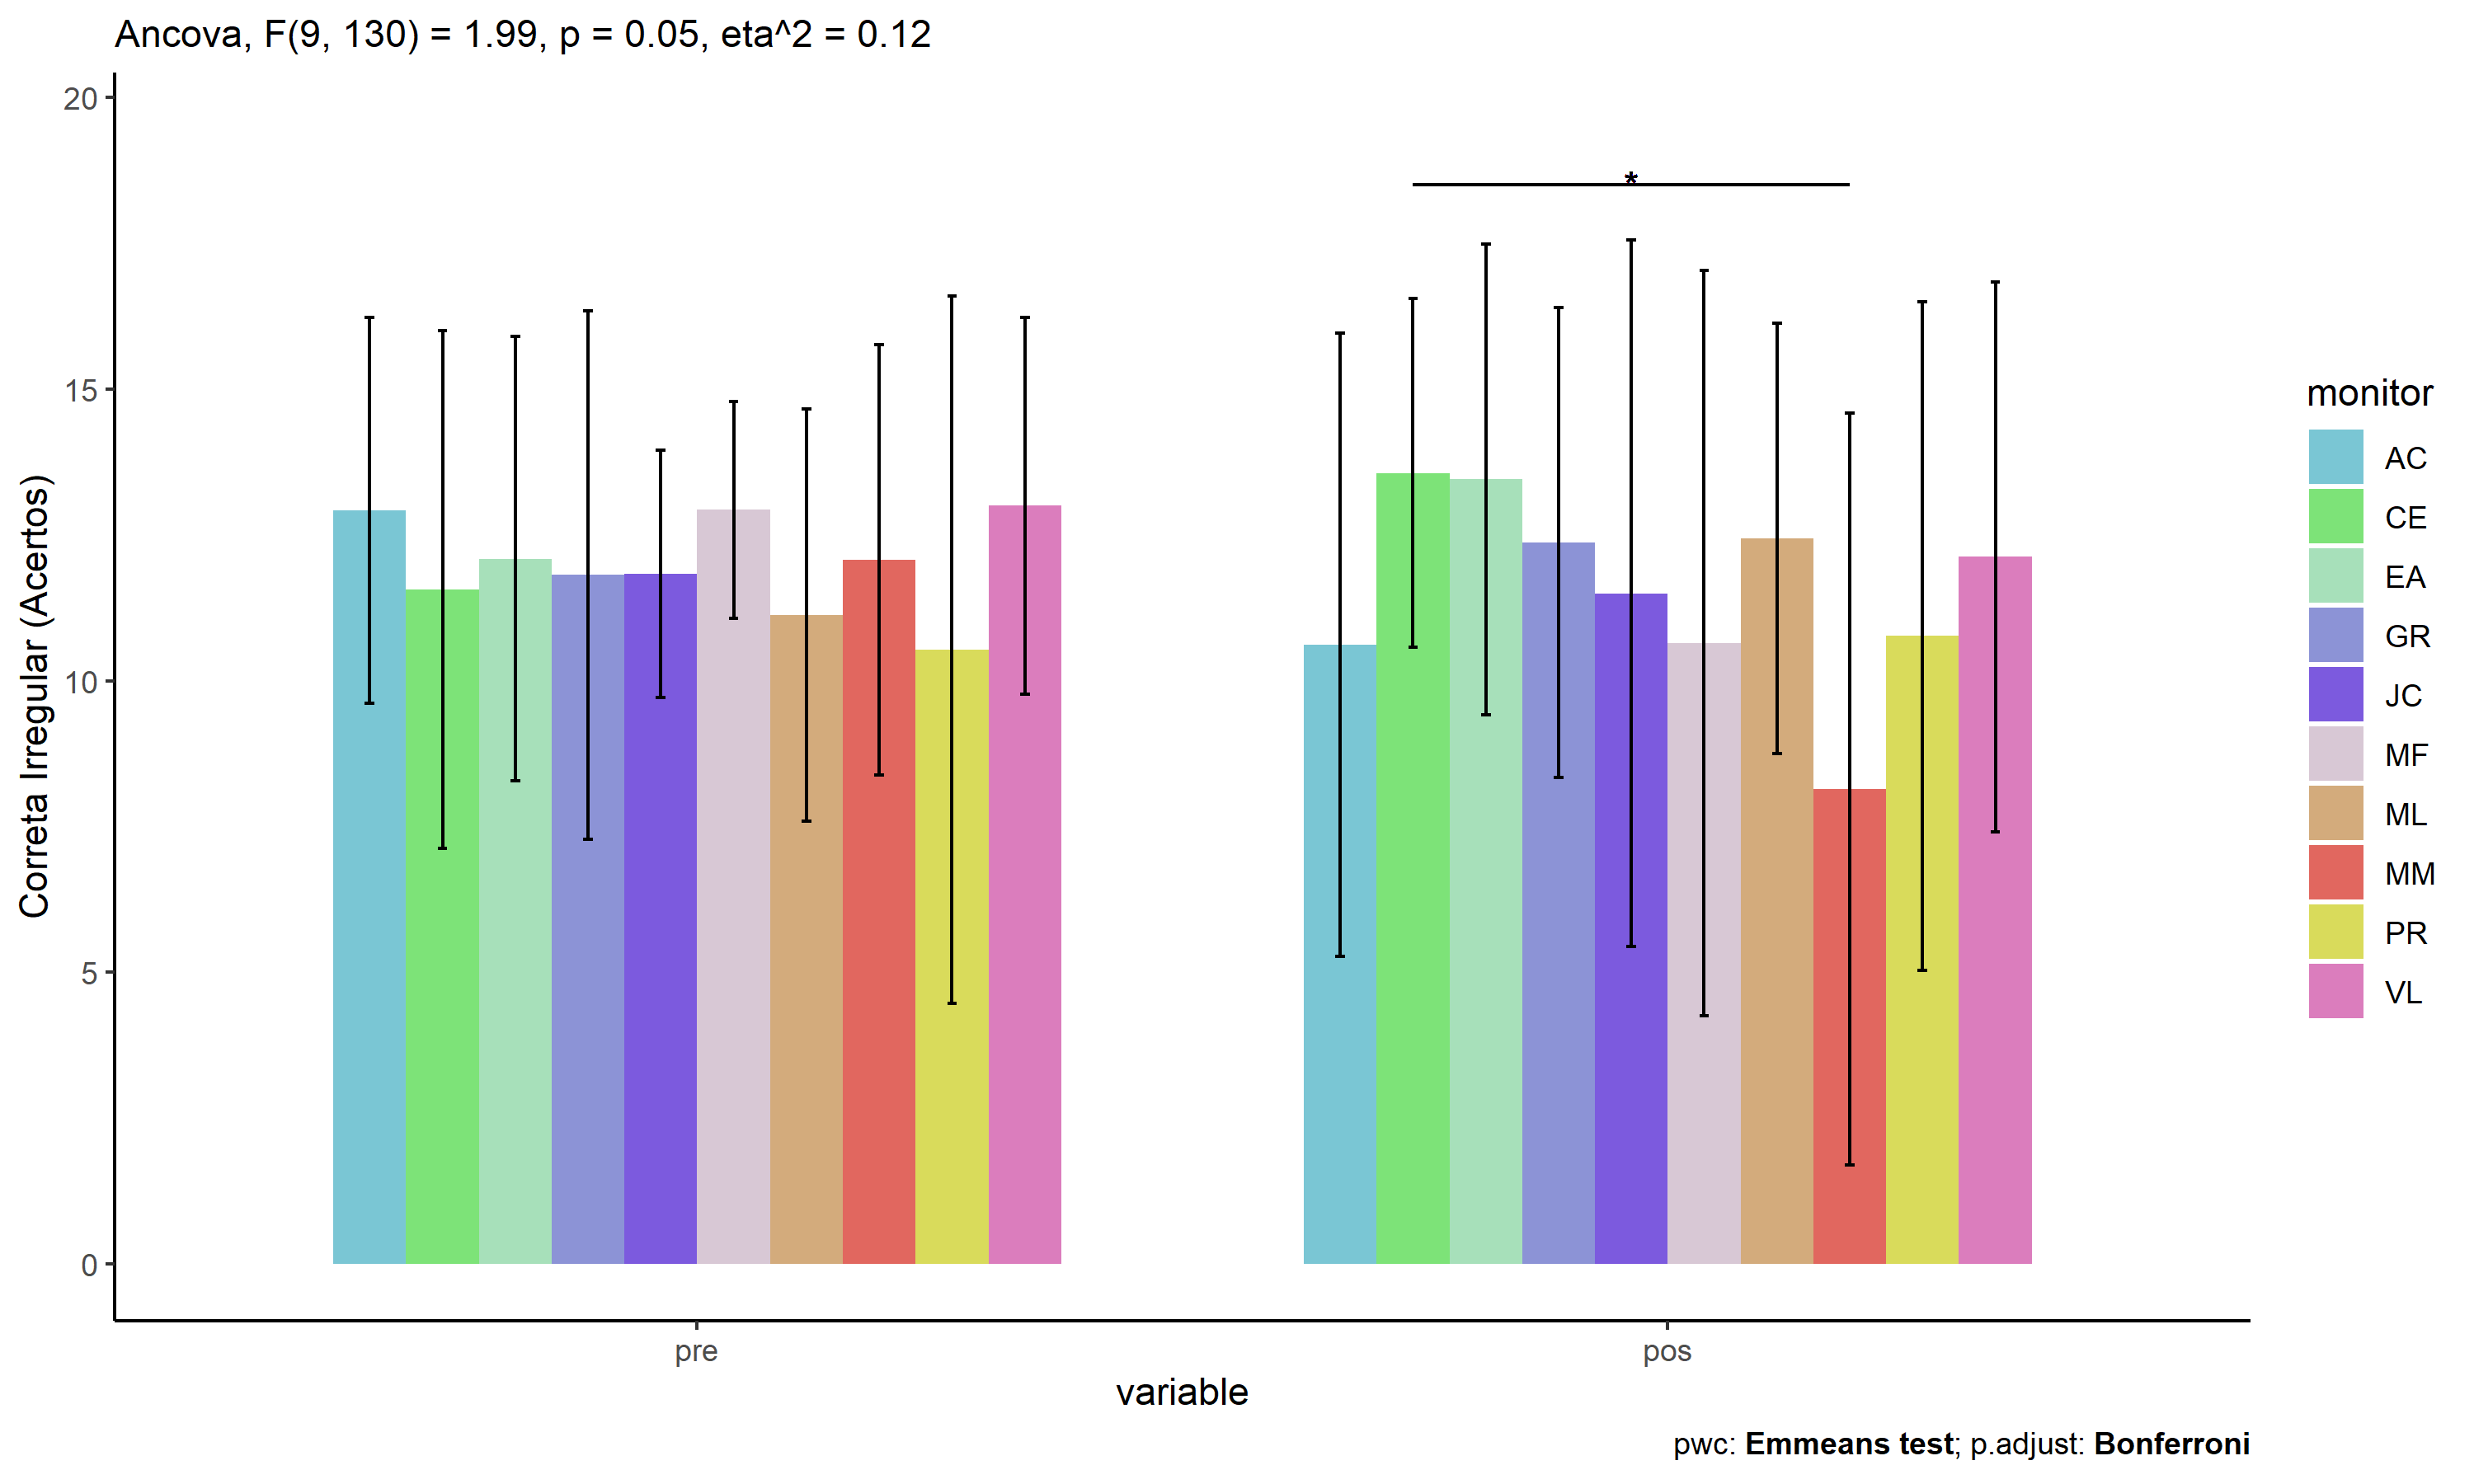 Ancova, F(9, 130) = 1.99, p = 0.05, eta^2 = 0.12
Correta Irregular (Acertos)
20
15
10
5
0
*
pre
pos
variable
monitor
AC
CE
EA
GR
JC
MF
ML
MM
PR
VL
pwc: Emmeans test; p.adjust: Bonferroni